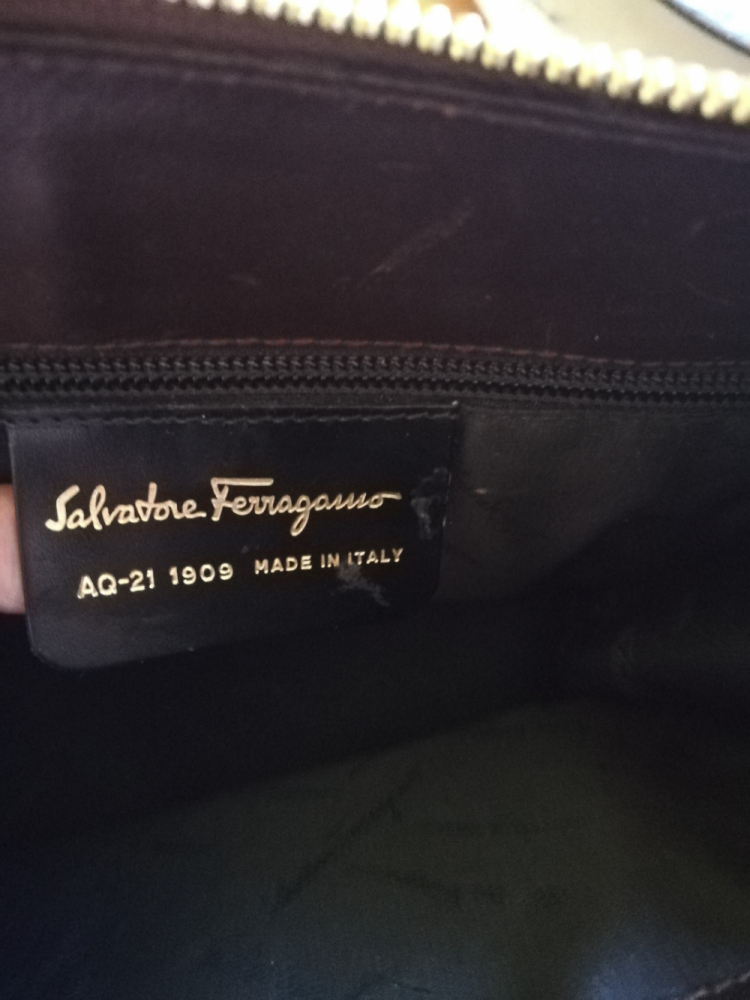 Salvatore Ferragamo
AQ-21 1909 MADE IN ITALY